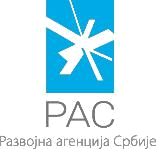 РАС
Развојна агенција Србије